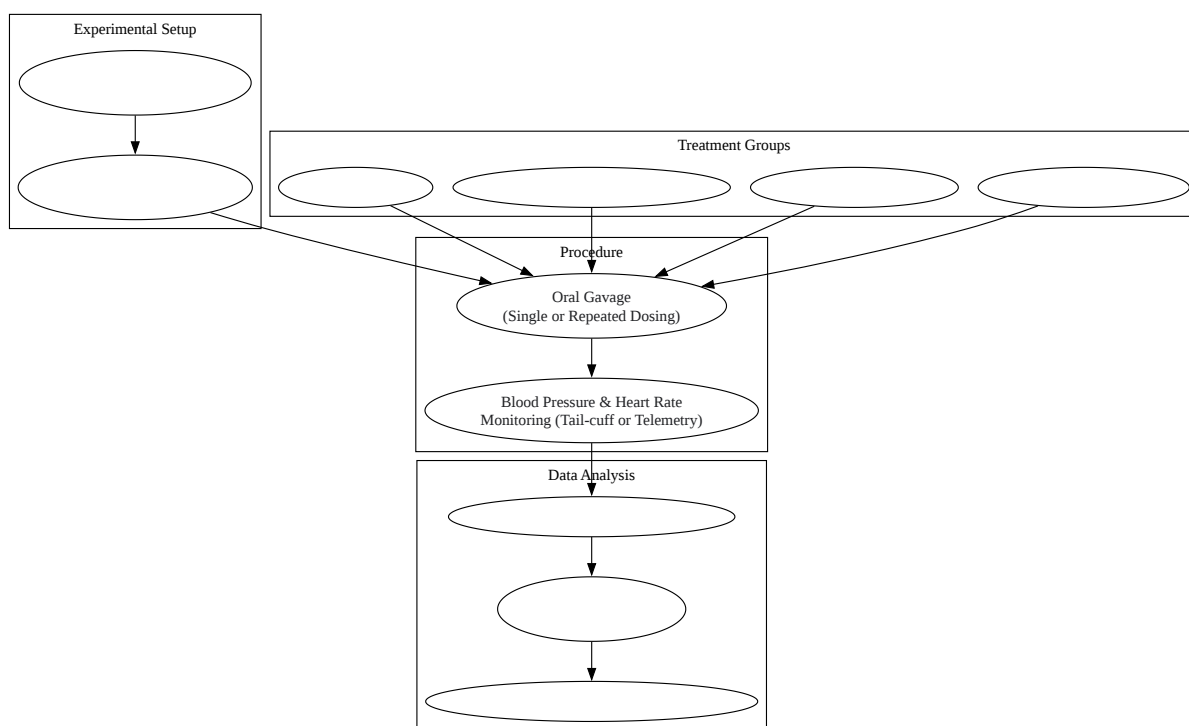 Experimental Setup
Treatment Groups
Procedure
Oral Gavage
(Single or Repeated Dosing)
Blood Pressure & Heart Rate
Monitoring (Tail-cuff or Telemetry)
Data Analysis